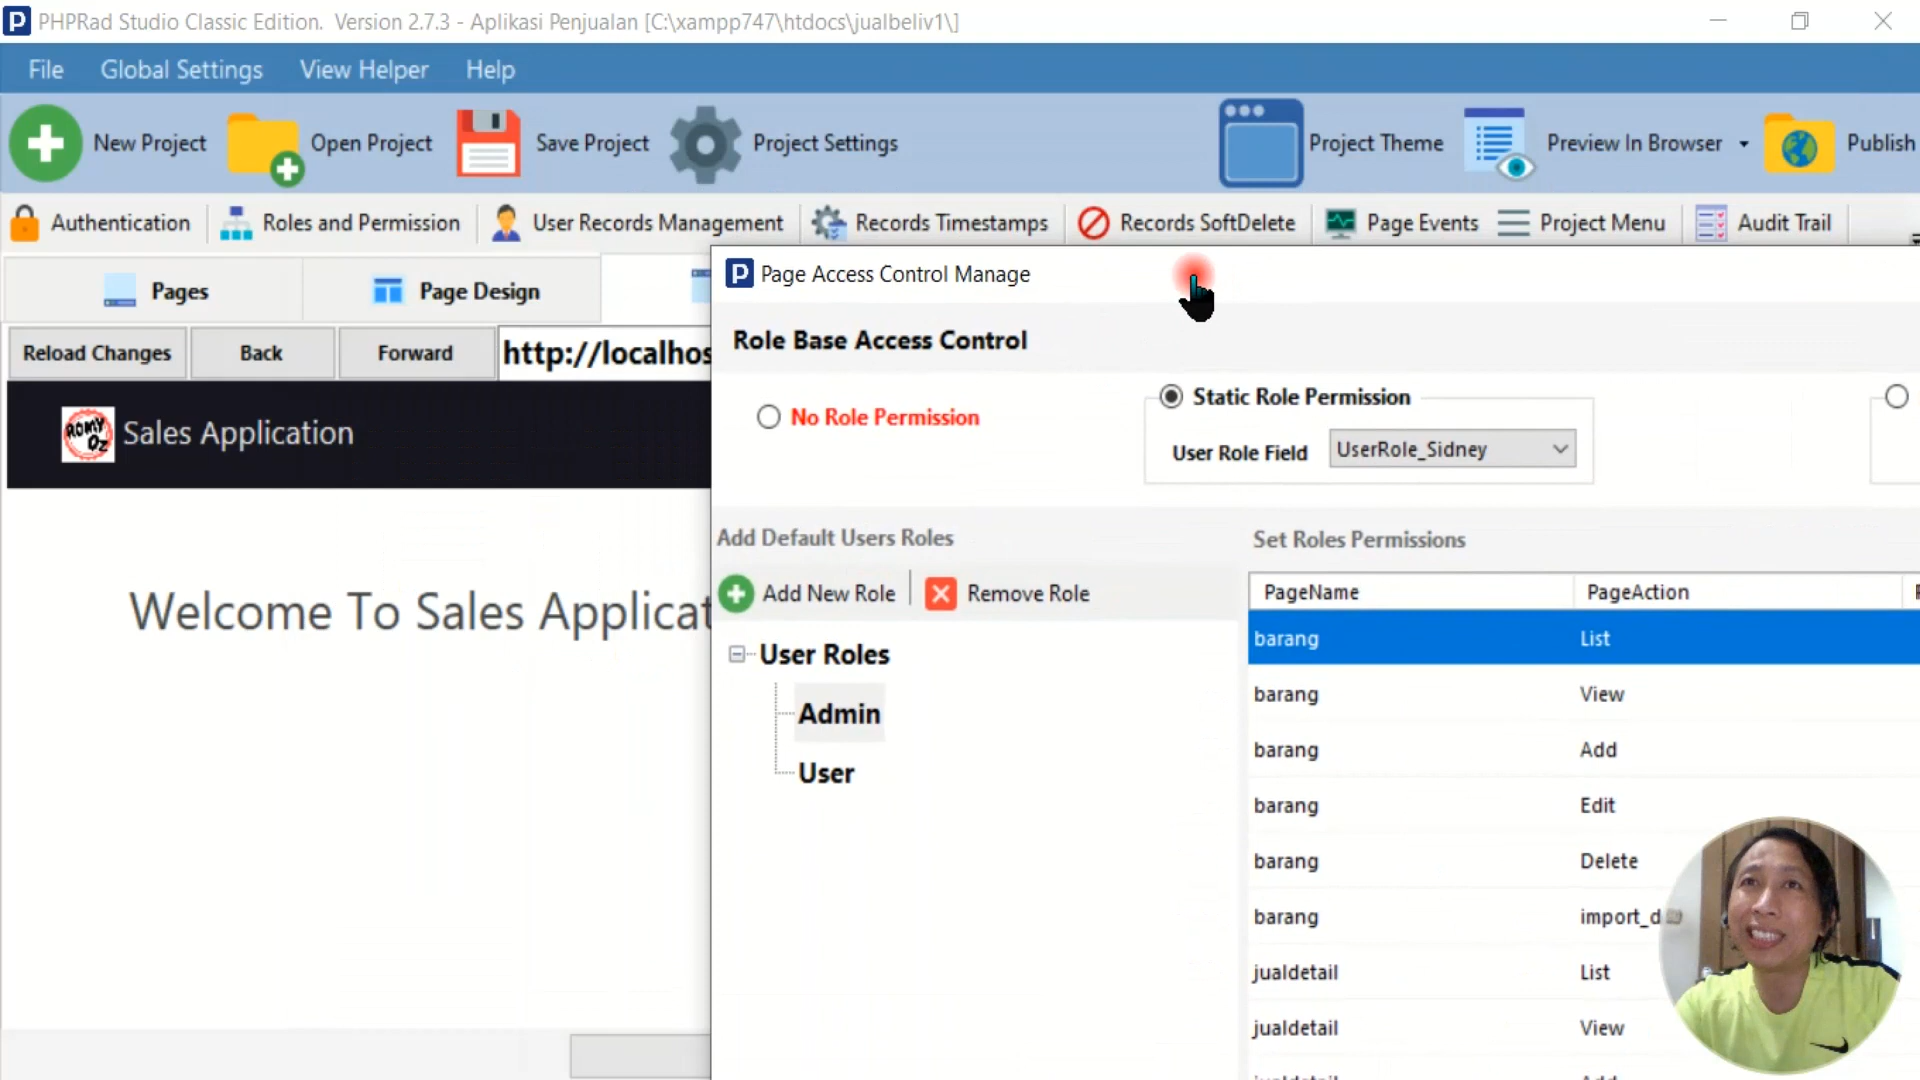 PHPRad Studio Classic Edition. Version 2.7.3 - Aplikasi Penjualan [C:\xampp747\htdocs\jualbeliv1\]
File Global Settings View Helper Help
New Project Open Project Save Project Project Settings Project Theme Preview In Browser Publish
Authentication Roles and Permission User Records Management Records Timestamps Records SoftDelete Page Events Project Menu Audit Trail
Pages Page Design
Page Access Control Manage
Reload Changes Back Forward http://localhos
Role Base Access Control
No Role Permission
Static Role Permission
User Role Field UserRole_Sidney
ROMY Oz Sales Application
Welcome To Sales Applicat
Add Default Users Roles
Add New Role Remove Role
User Roles
Admin
User
Set Roles Permissions
PageName PageAction
barang List
barang View
barang Add
barang Edit
barang Delete
barang import_d
jualdetail List
jualdetail View